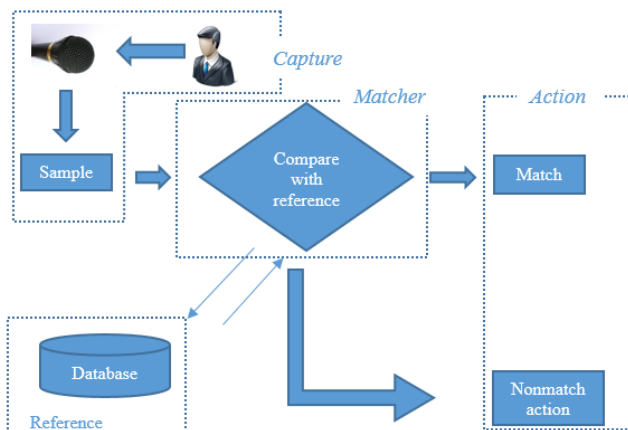 Capture
Matcher
Action
Sample
Compare
with
reference
Match
Database
Reference
Nonmatch
action